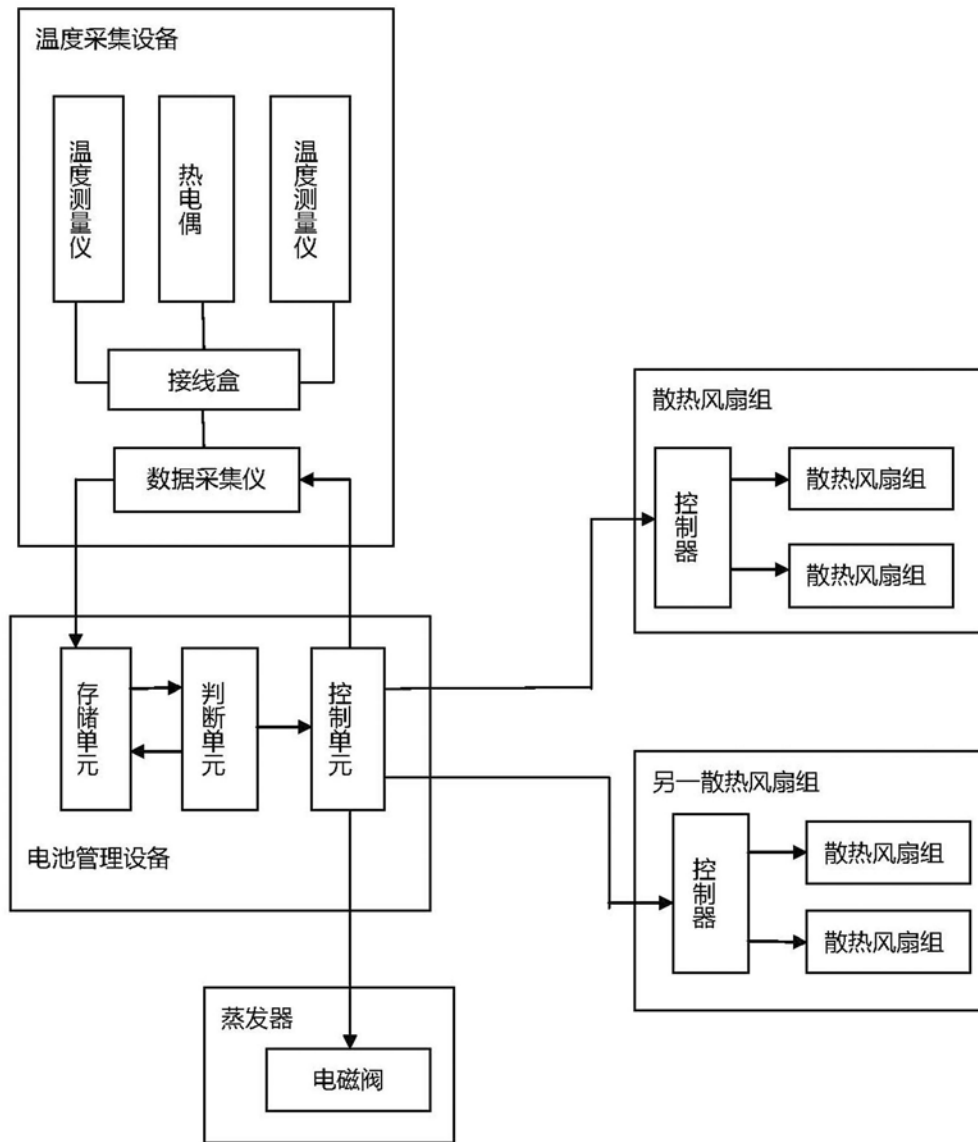 温度采集设备
温度测量仪
热电偶
温度测量仪
接线盒
数据采集仪
散热风扇组
控制器
散热风扇组
散热风扇组
存储单元
判断单元
控制单元
电池管理设备
另一散热风扇组
控制器
散热风扇组
散热风扇组
蒸发器
电磁阀